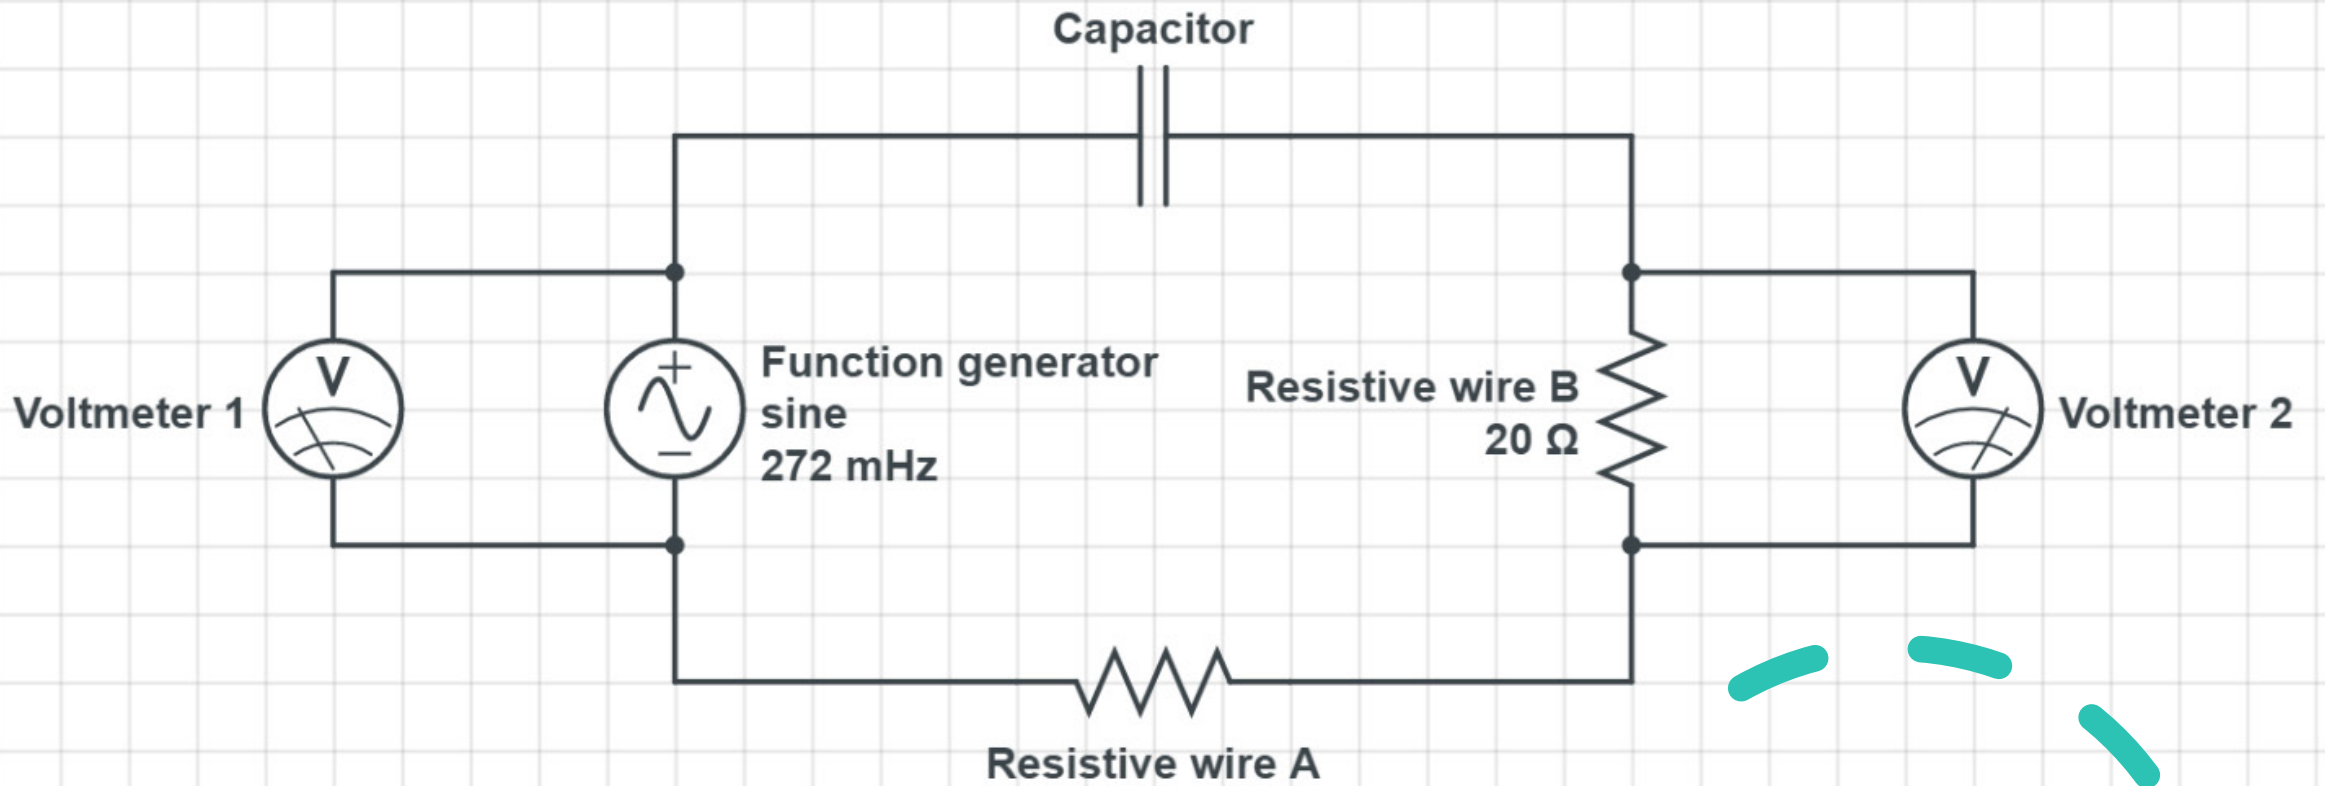 Capacitor
V
Voltmeter 1
+
Function generator
sine
272 mHz
−
Resistive wire B
20 Ω
V
Voltmeter 2
Resistive wire A